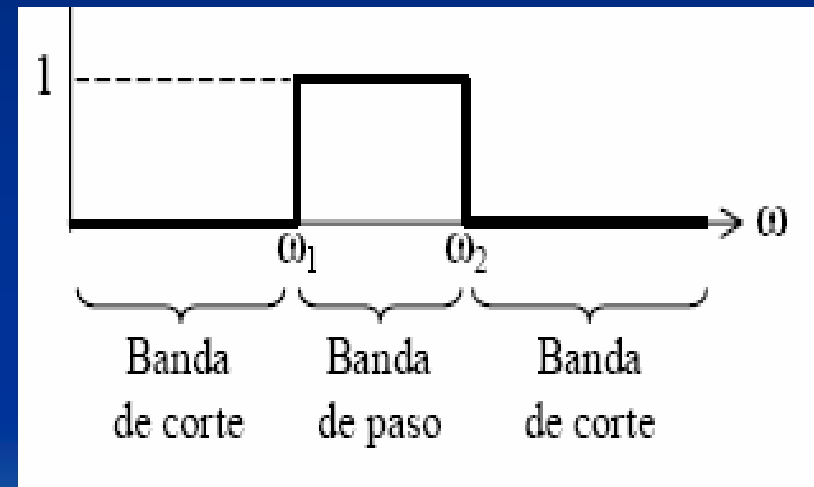 1
ω
ω1
ω2
Banda
de corte
Banda
de paso
Banda
de corte